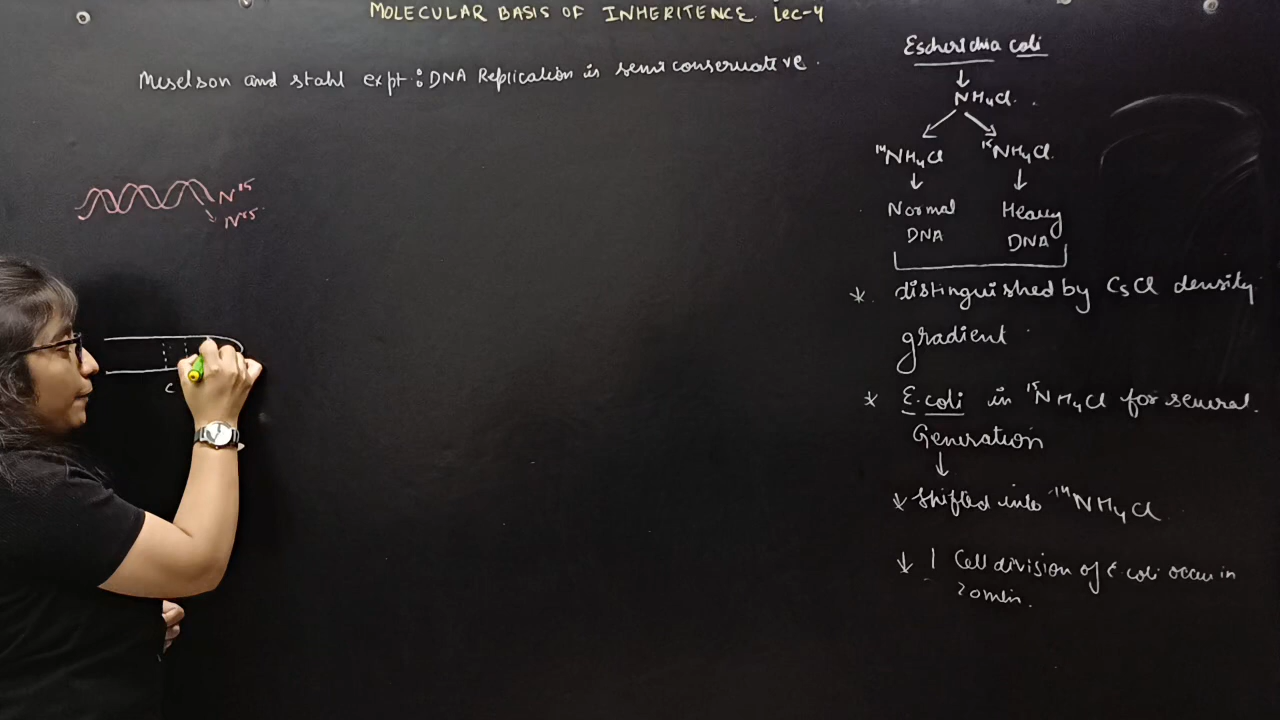 MOLECULAR BASIS OF INHERITENCE lec-4
Meselson and stahl expt : DNA Replication is semiconservative.
N¹⁵
N¹⁵
C
Escherichia coli
↓
NH₄Cl
¹⁴NH₄Cl ¹⁵NH₄Cl
↓ ↓
Normal Heavy
DNA DNA
* distinguished by CsCl density
gradient
* E.coli in ¹⁵NH₄Cl for several
Generation
↓
* shifted into ¹⁴NH₄Cl
* 1 Cell division of E.coli occur in
20min.